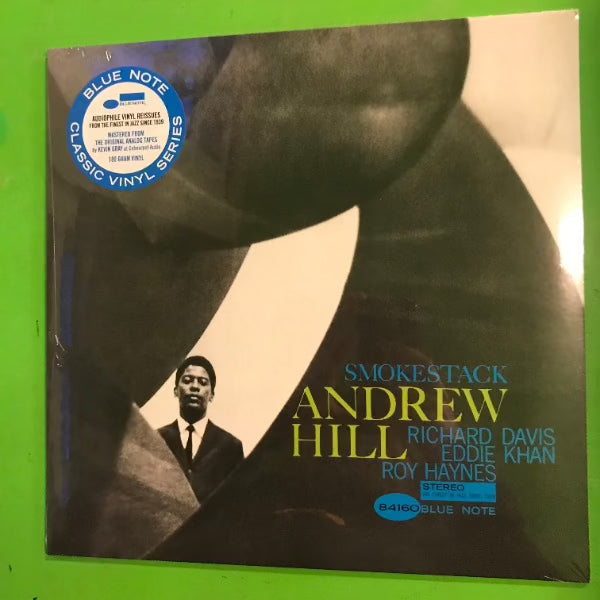 BLUE NOTE
AUDIOPHILE VINYL REISSUES
FROM THE FINEST IN JAZZ SINCE 1939
MASTERED FROM
THE ORIGINAL ANALOG TAPES
by KEVIN GRAY at Cohearent Audio
180 GRAM VINYL
CLASSIC VINYL SERIES
SMOKESTACK
ANDREW
HILL
RICHARD DAVIS
EDDIE KHAN
ROY HAYNES
STEREO
84160 BLUE NOTE